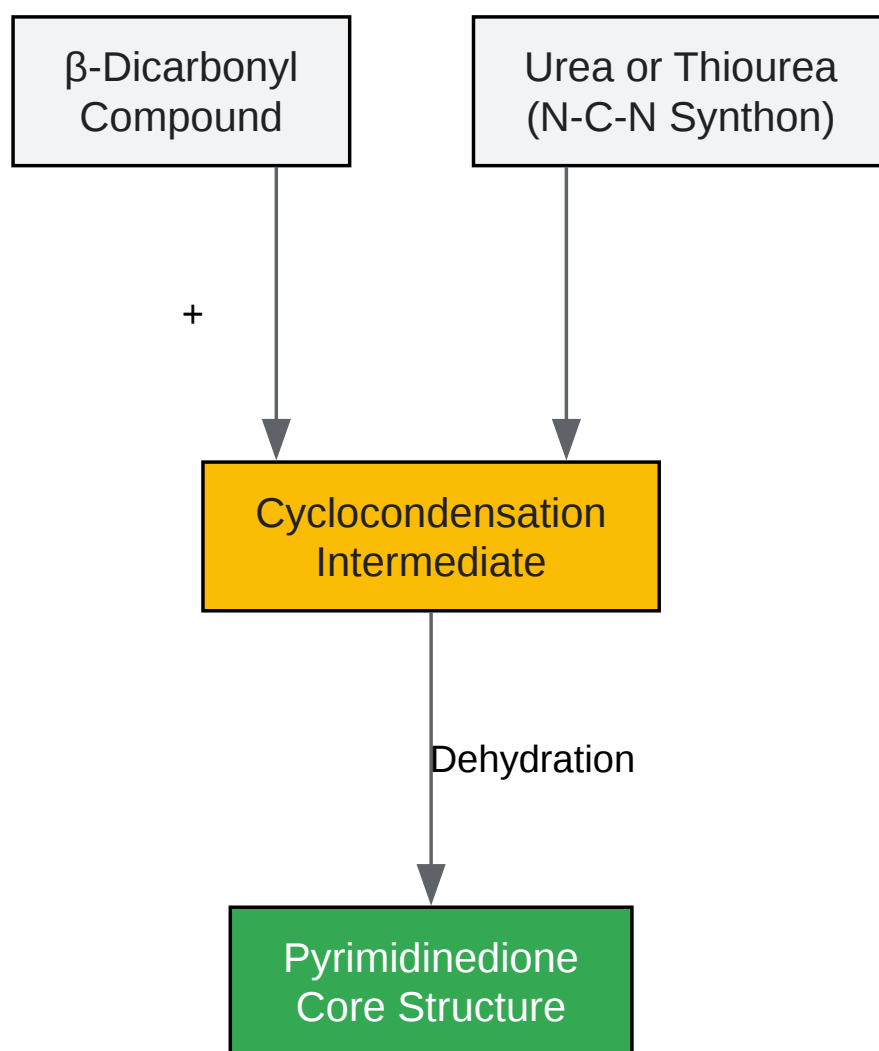 β-Dicarbonyl
Compound
Urea or Thiourea
(N-C-N Synthon)
+
Cyclocondensation
Intermediate
Dehydration
Pyrimidinedione
Core Structure